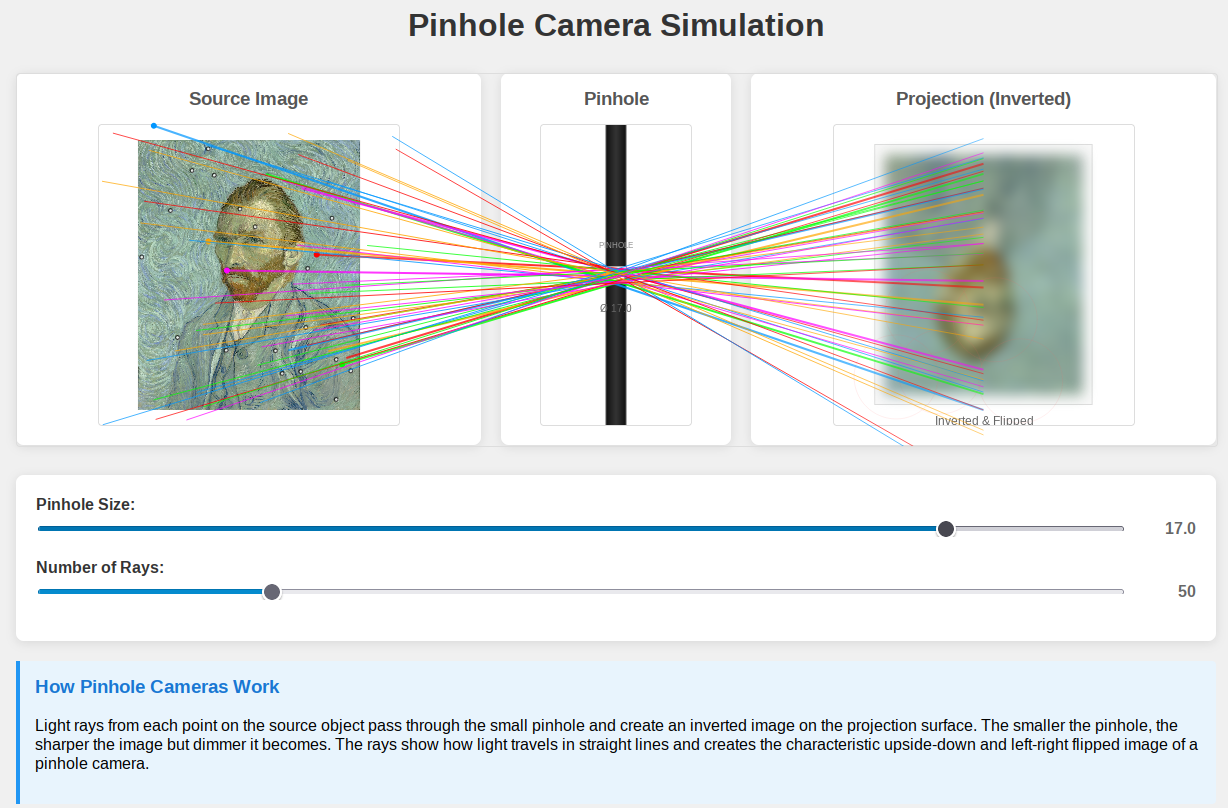 Pinhole Camera Simulation
Source Image
Pinhole
Projection (Inverted)
PINHOLE
Ø 17.0
Inverted & Flipped
Pinhole Size:
17.0
Number of Rays:
50
How Pinhole Cameras Work
Light rays from each point on the source object pass through the small pinhole and create an inverted image on the projection surface. The smaller the pinhole, the
sharper the image but dimmer it becomes. The rays show how light travels in straight lines and creates the characteristic upside-down and left-right flipped image of a
pinhole camera.